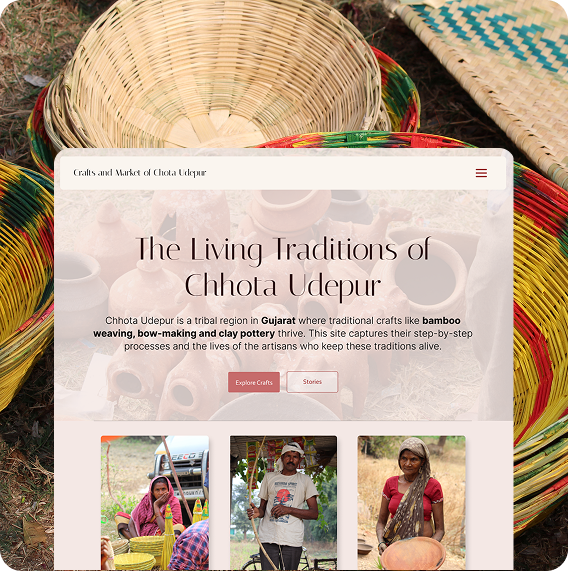 Crafts and Market of Chota Udepur
The Living Traditions of
Chhota Udepur
Chhota Udepur is a tribal region in Gujarat where traditional crafts like bamboo
weaving, bow-making and clay pottery thrive. This site captures their step-by-step
processes and the lives of the artisans who keep these traditions alive.
Explore Crafts
Stories
EECO